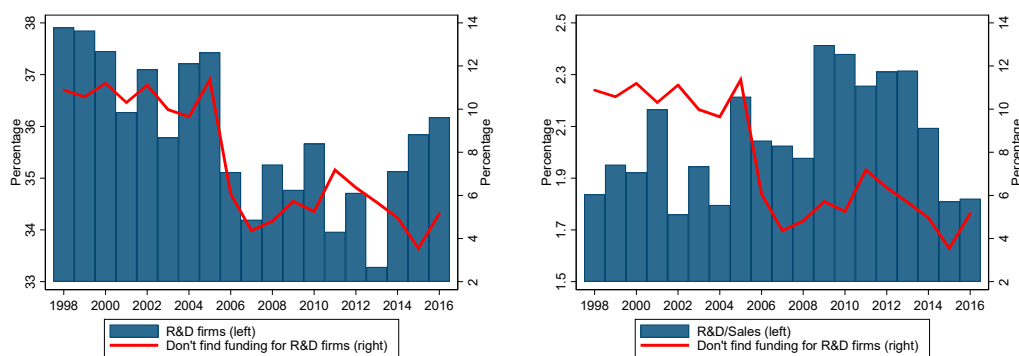 38
37
36
35
34
33
Percentage
14
12
10
8
6
4
2
Percentage
1998 2000 2002 2004 2006 2008 2010 2012 2014 2016
R&D firms (left)
Don't find funding for R&D firms (right)
2.5
2.3
2.1
1.9
1.7
1.5
Percentage
14
12
10
8
6
4
2
Percentage
1998 2000 2002 2004 2006 2008 2010 2012 2014 2016
R&D/Sales (left)
Don't find funding for R&D firms (right)